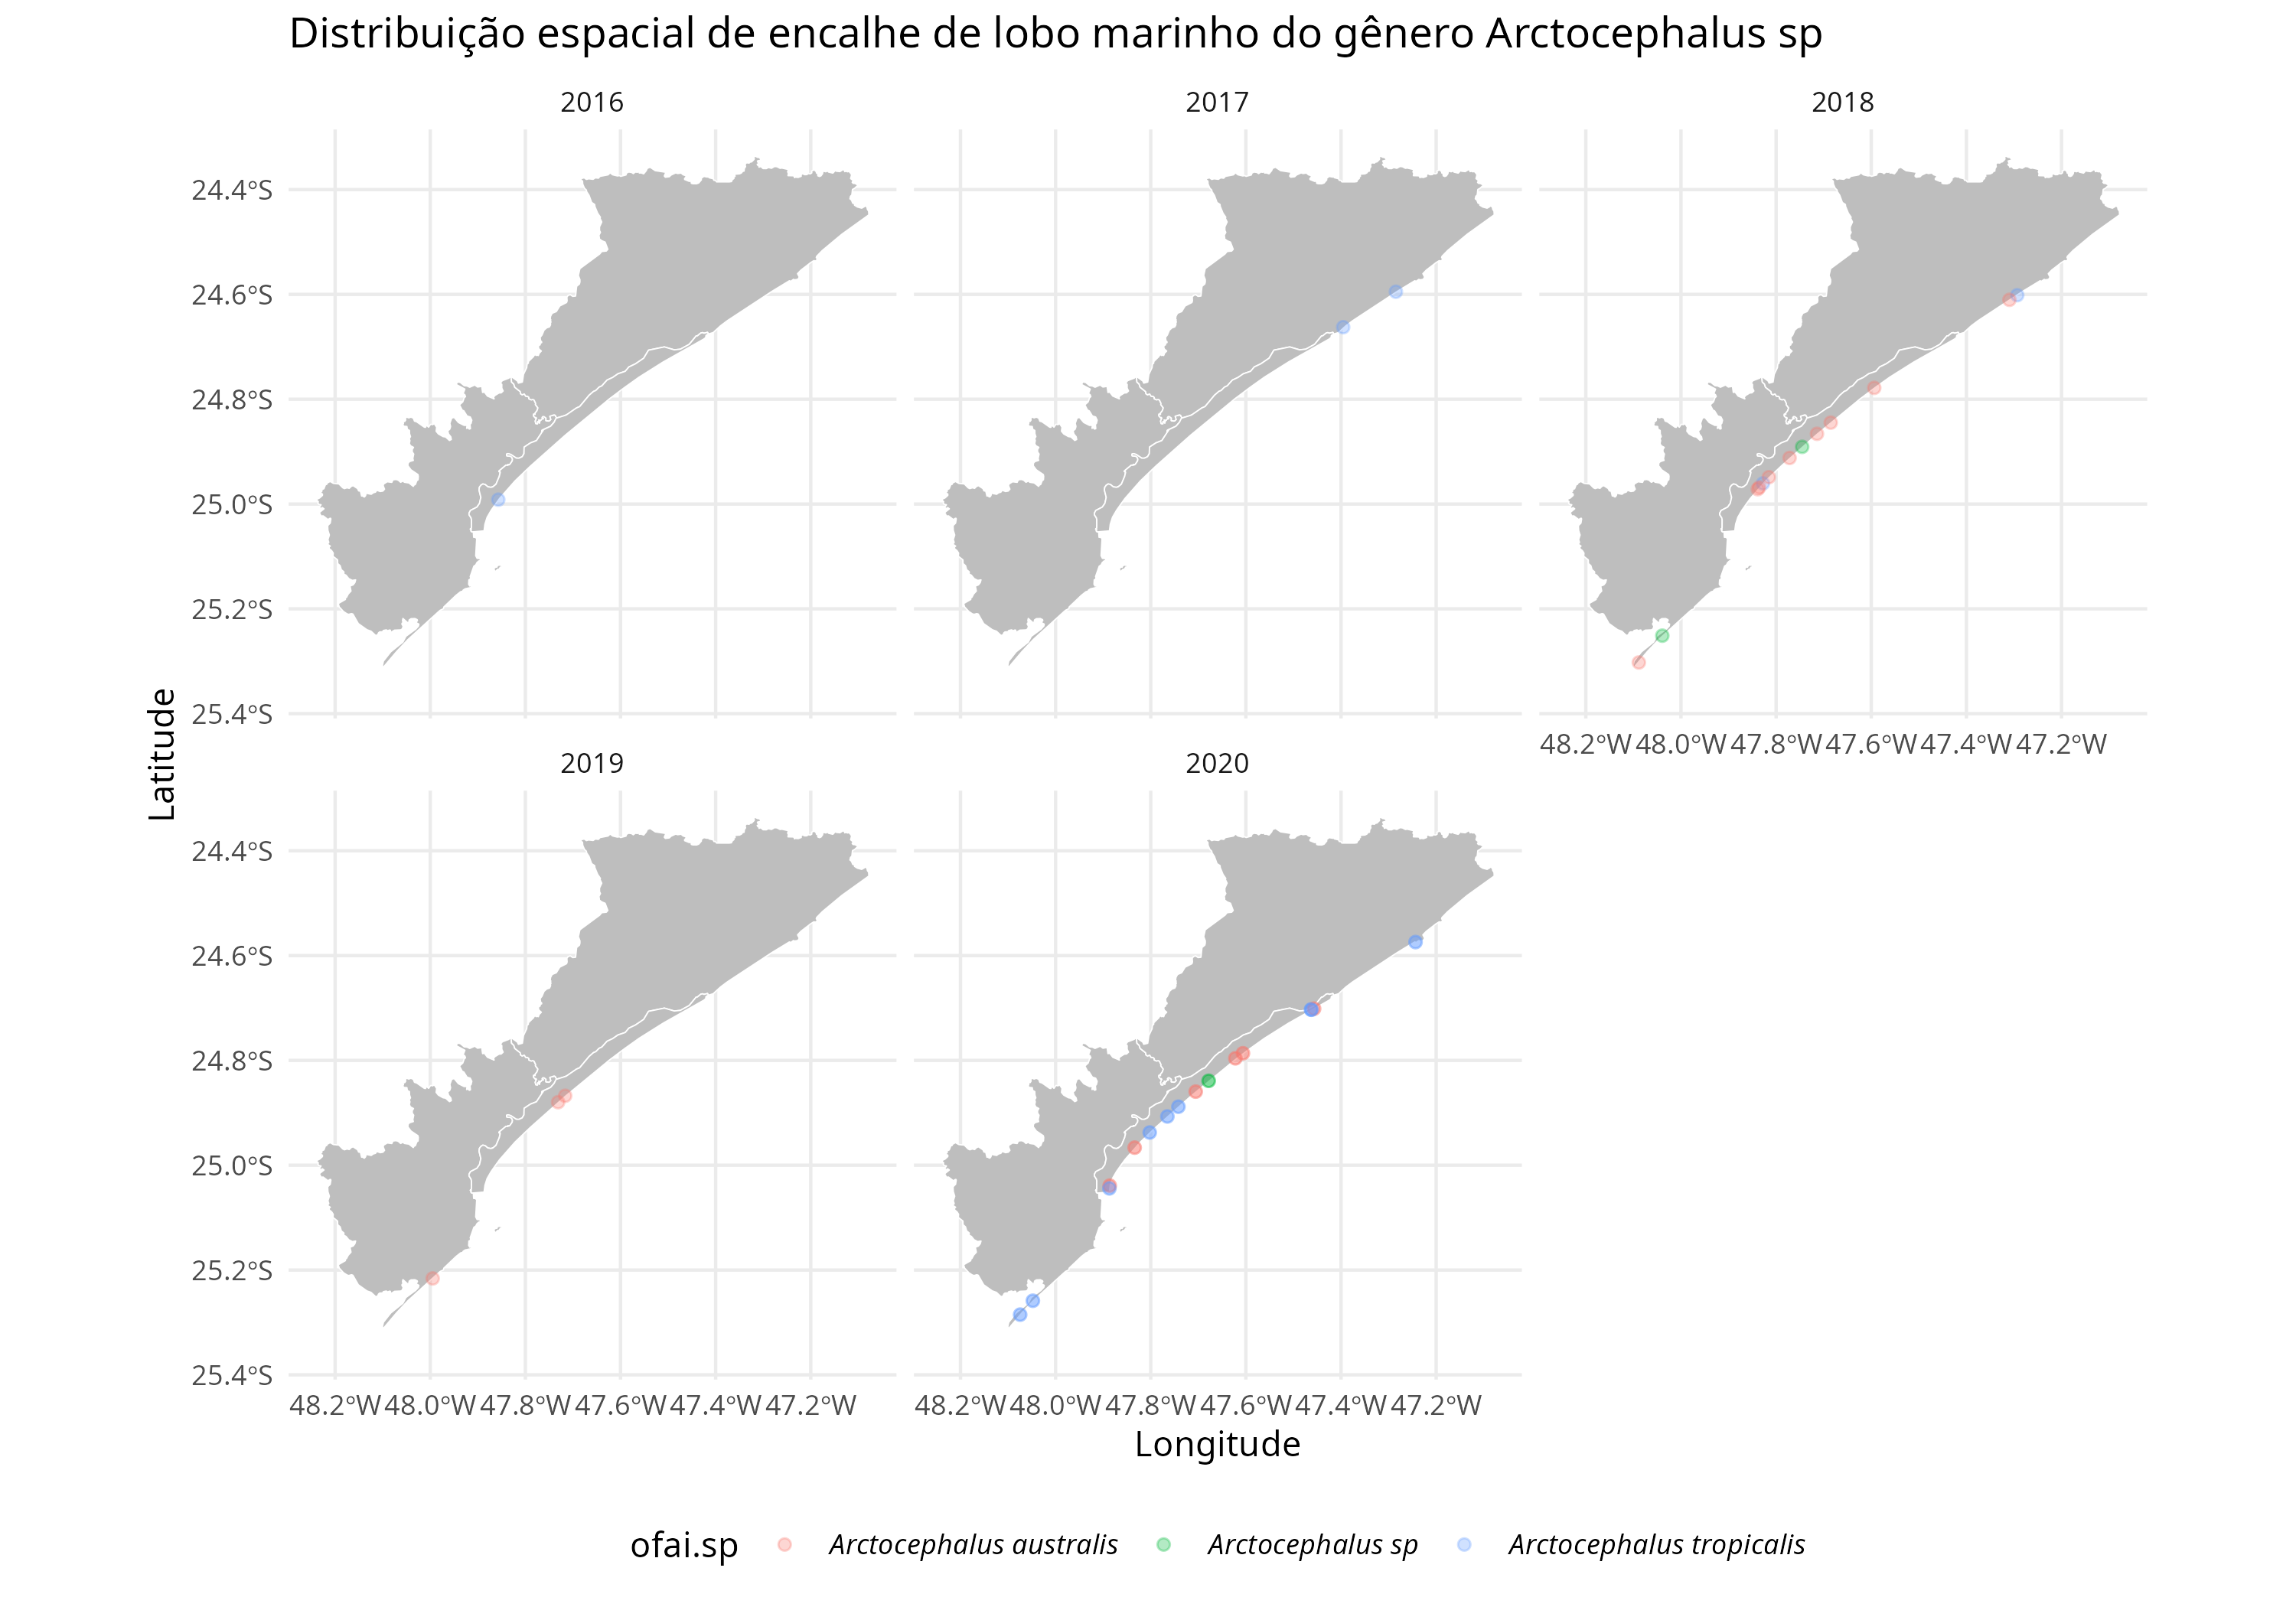 Distribuição espacial de encalhe de lobo marinho do gênero Arctocephalus sp
2016 2017 2018
24.4°S
24.6°S
24.8°S
25.0°S
25.2°S
25.4°S
48.2°W 48.0°W 47.8°W 47.6°W 47.4°W 47.2°W
Latitude
2019 2020
24.4°S
24.6°S
24.8°S
25.0°S
25.2°S
25.4°S
48.2°W 48.0°W 47.8°W 47.6°W 47.4°W 47.2°W 48.2°W 48.0°W 47.8°W 47.6°W 47.4°W 47.2°W
Longitude
ofai.sp Arctocephalus australis Arctocephalus sp Arctocephalus tropicalis